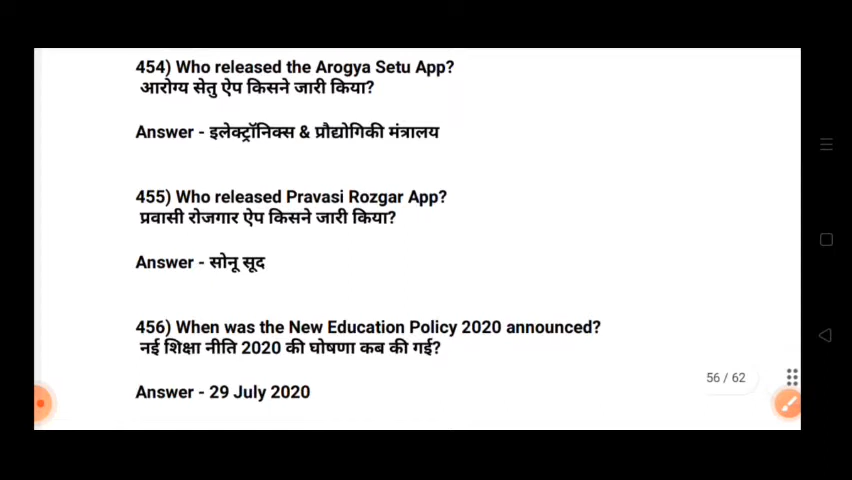 454) Who released the Arogya Setu App?
आरोग्य सेतु ऐप किसने जारी किया?
Answer - इलेक्ट्रॉनिक्स & प्रौद्योगिकी मंत्रालय
455) Who released Pravasi Rozgar App?
प्रवासी रोजगार ऐप किसने जारी किया?
Answer - सोनू सूद
456) When was the New Education Policy 2020 announced?
नई शिक्षा नीति 2020 की घोषणा कब की गई?
56 / 62
Answer - 29 July 2020